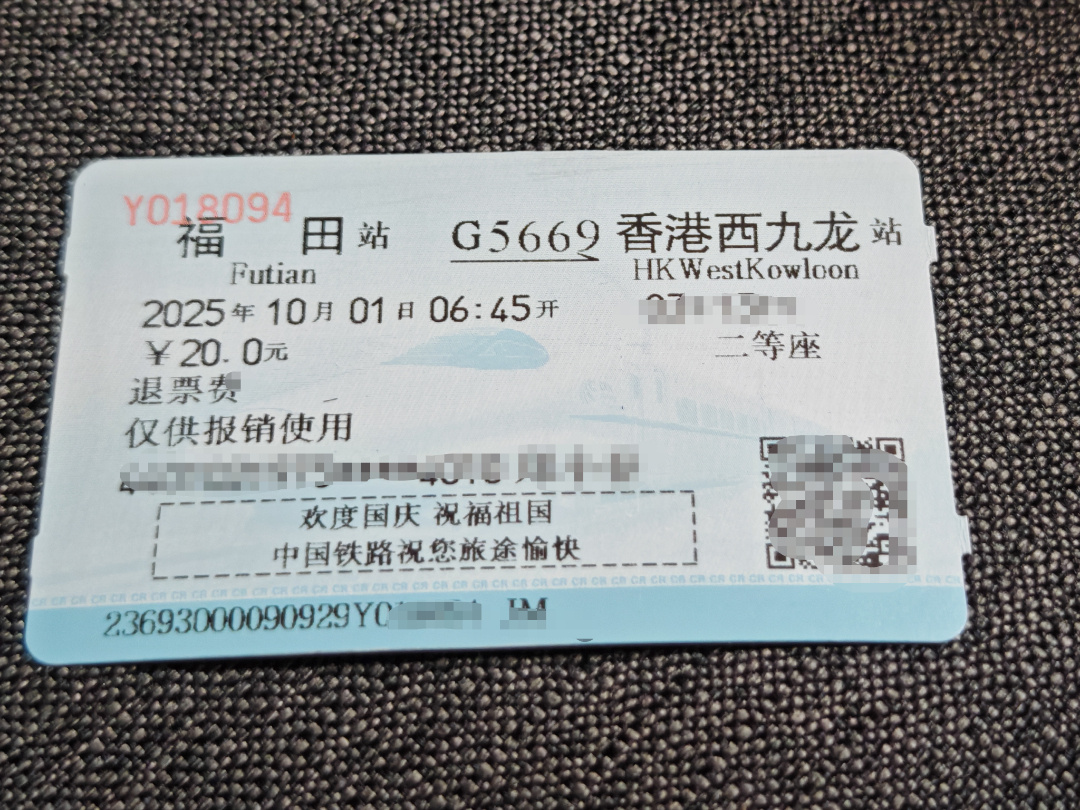 Y018094
福田站 G5669 香港西九龙站
Futian HKWestKowloon
2025年10月01日06:45开
￥20.0元 二等座
退票费
仅供报销使用
欢度国庆 祝福祖国
中国铁路祝您旅途愉快
23693000090929Y0 JM